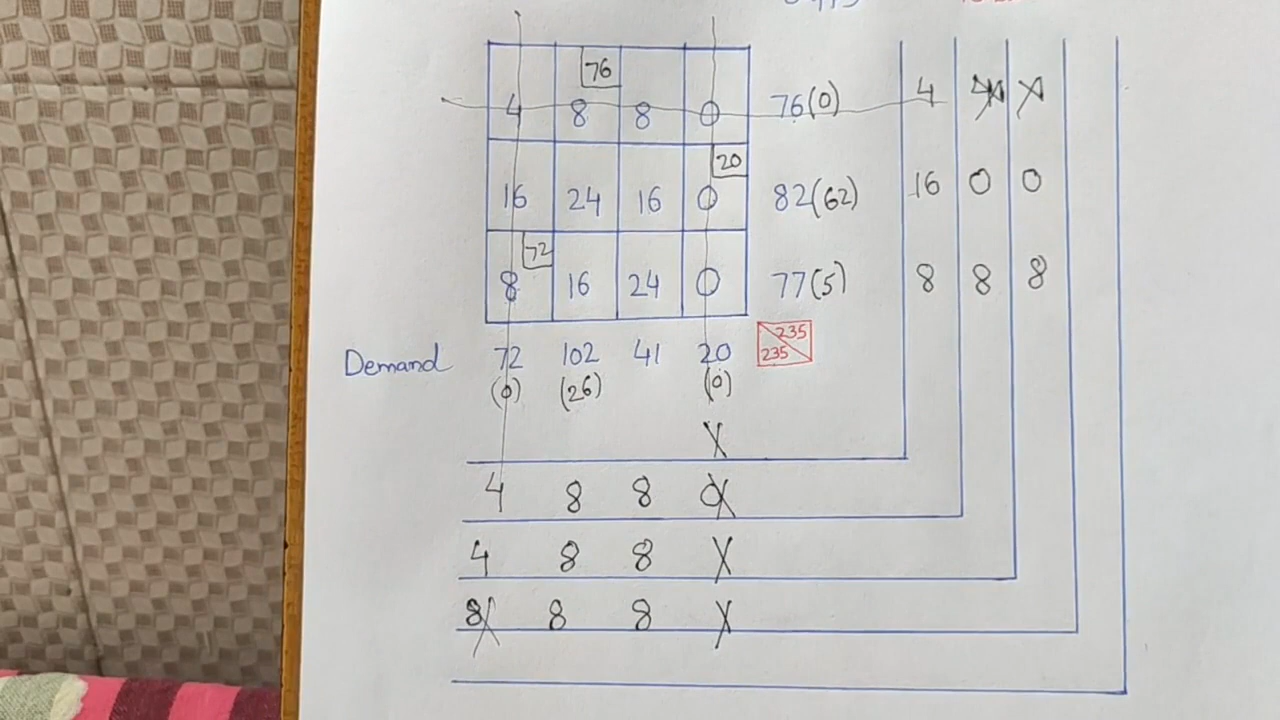 76
4 8 8 0 76(0) 4 X
20
16 24 16 0 82(62) 16 0 0
72
8 16 24 0 77(5) 8 8 8
235
235
Demand 72 102 41 20
(0) (26) (0)
X
4 8 8 0X
4 8 8 X
8X 8 8 X